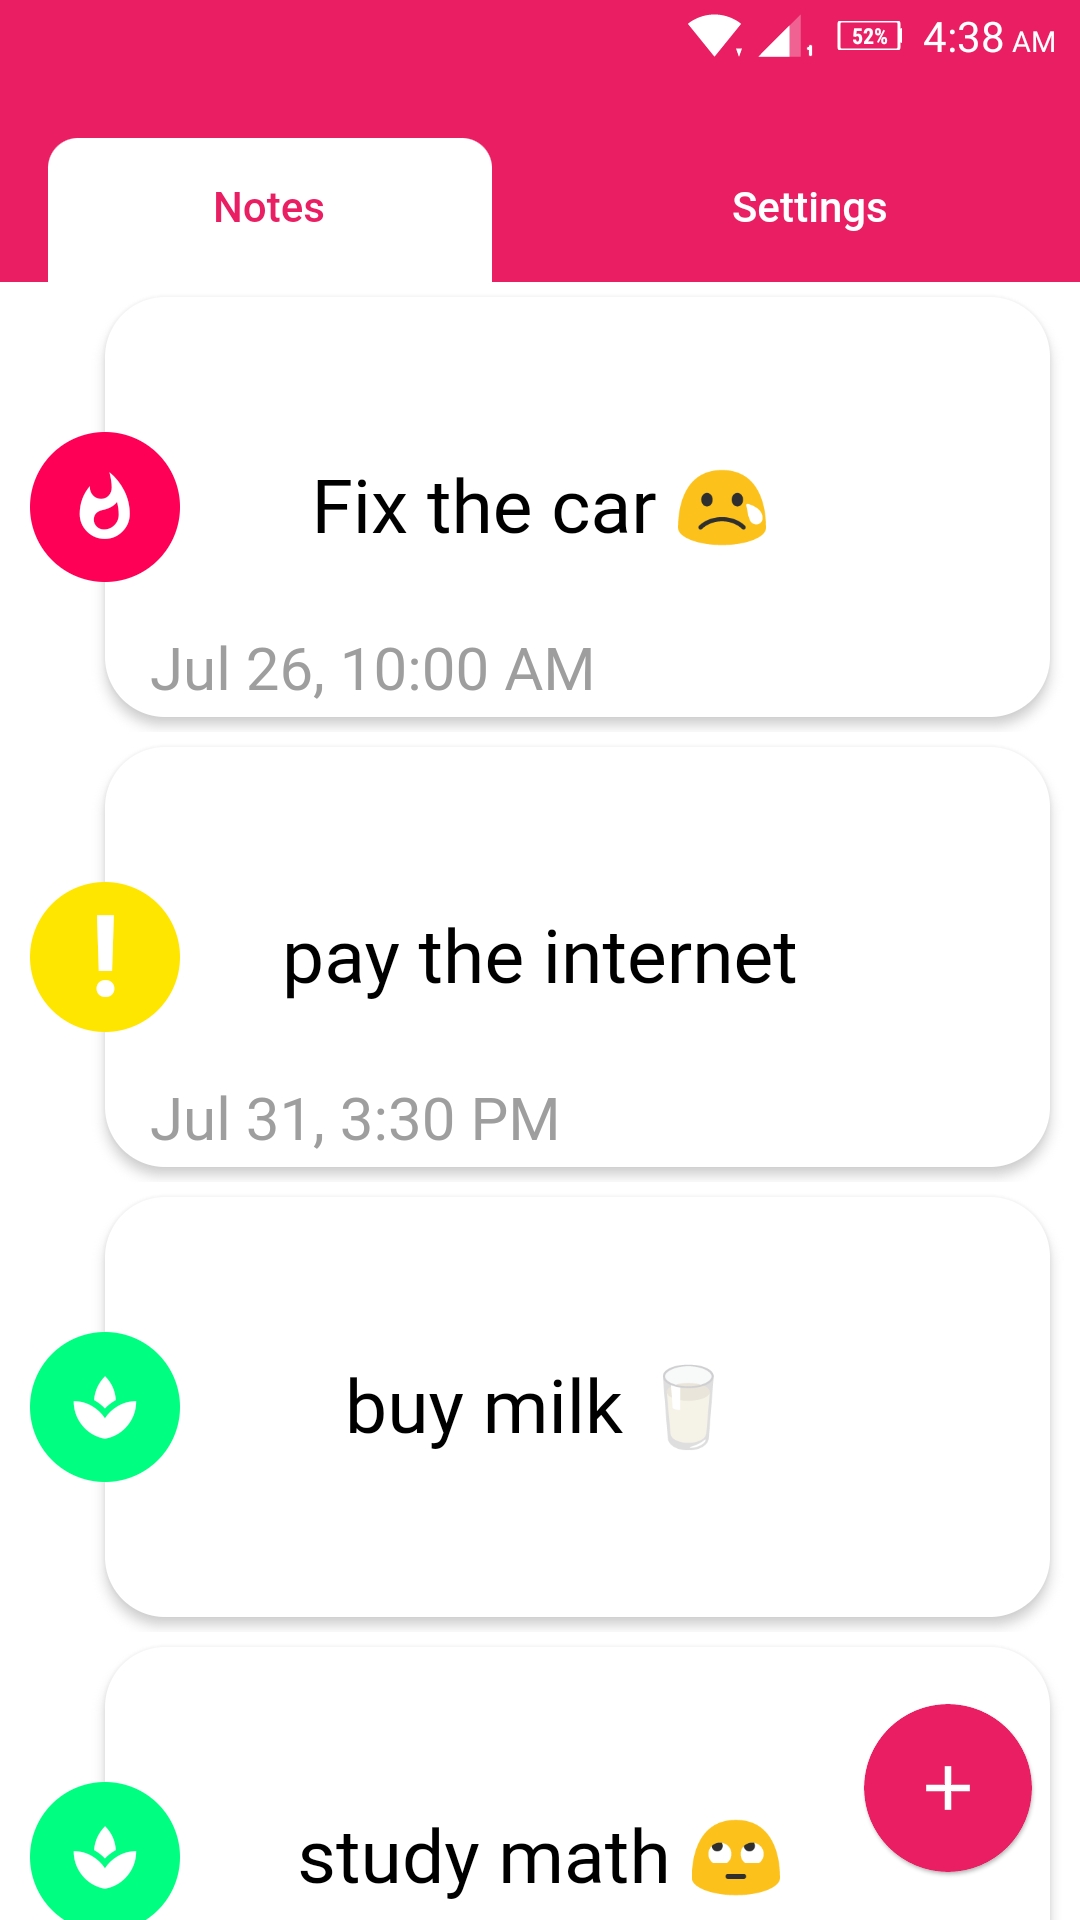 52% 4:38 AM
Notes Settings
Fix the car 😢
Jul 26, 10:00 AM
pay the internet
Jul 31, 3:30 PM
buy milk 🥛
study math 🙄